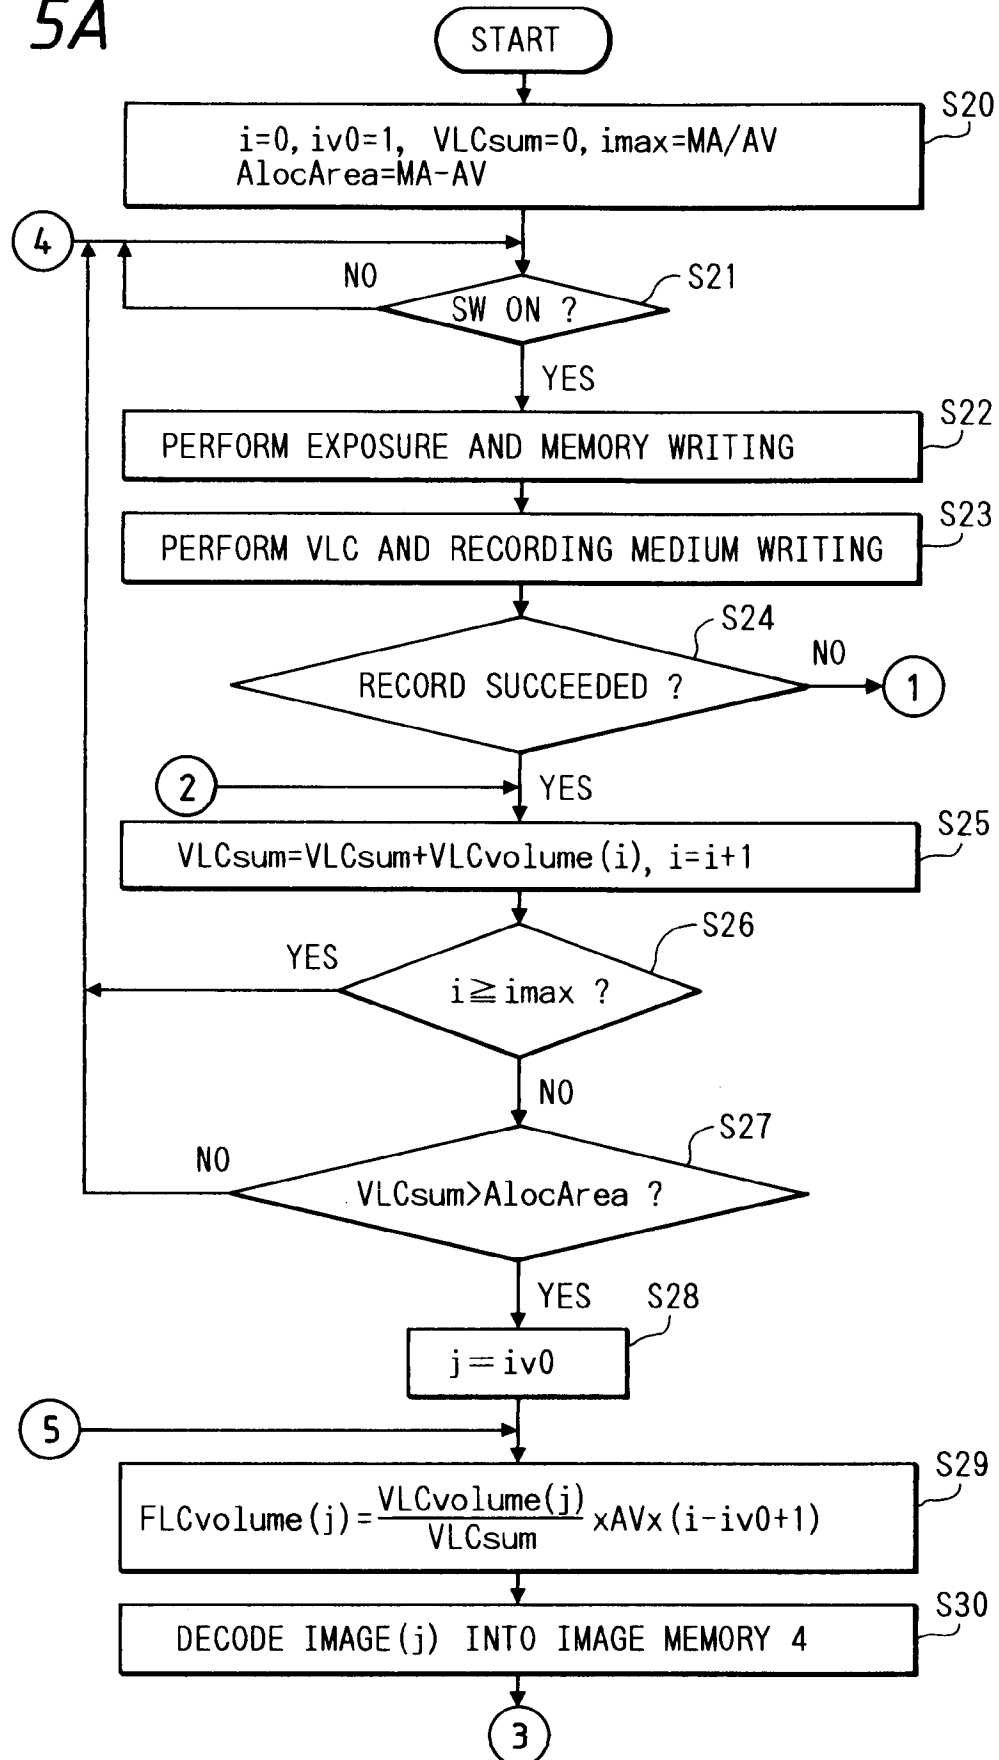 5A
START
S20
i=0, iv0=1, VLCsum=0, imax=MA/AV
AlocArea=MA-AV
4
NO
S21
SW ON ?
YES
S22
PERFORM EXPOSURE AND MEMORY WRITING
S23
PERFORM VLC AND RECORDING MEDIUM WRITING
S24
RECORD SUCCEEDED ?
NO
1
2
YES
S25
VLCsum=VLCsum+VLCvolume(i), i=i+1
S26
YES
i≧imax ?
NO
S27
NO
VLCsum>AlocArea ?
YES
S28
j=iv0
5
S29
FLCvolume(j)=VLCvolume(j)/VLCsum xAVx(i-iv0+1)
S30
DECODE IMAGE(j) INTO IMAGE MEMORY 4
3